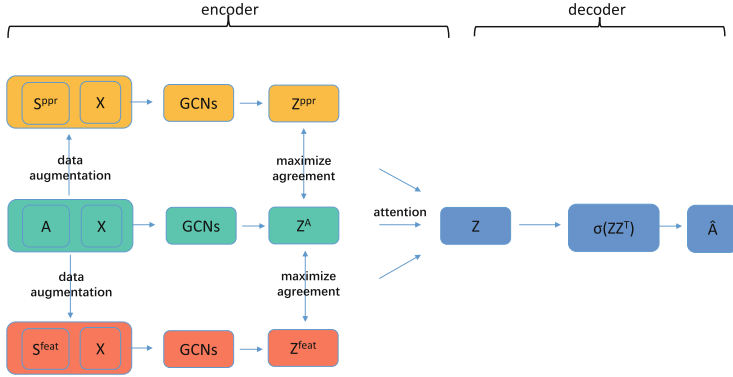 encoder
decoder
Sᵖᵖʳ
X
GCNs
Zᵖᵖʳ
data
augmentation
maximize
agreement
A
X
GCNs
Zᴬ
attention
Z
σ(ZZᵀ)
Â
data
augmentation
maximize
agreement
Sᶠᵉᵃᵗ
X
GCNs
Zᶠᵉᵃᵗ